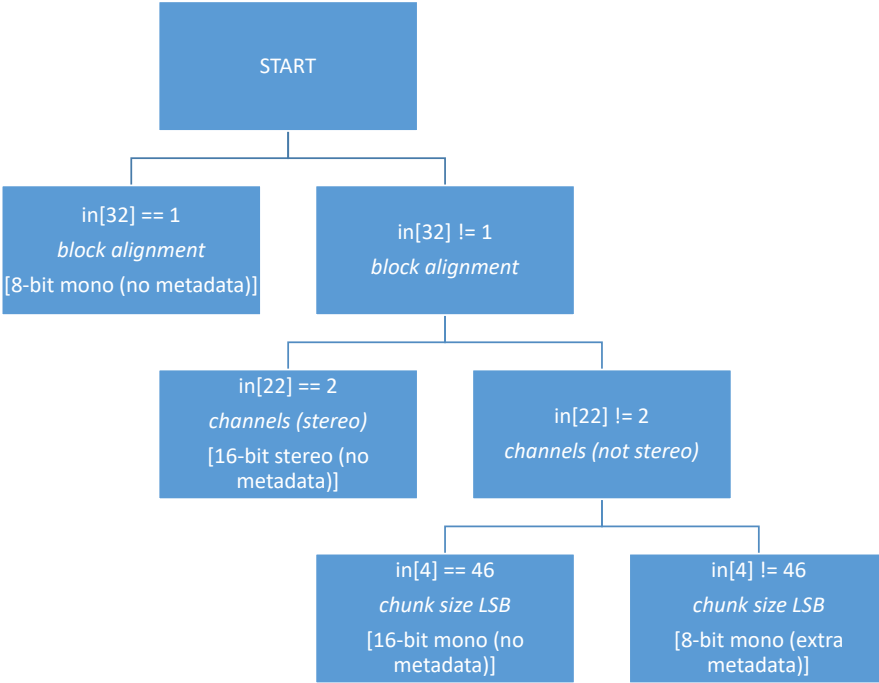 START
in[32] == 1
block alignment
[8-bit mono (no metadata)]
in[32] != 1
block alignment
in[22] == 2
channels (stereo)
[16-bit stereo (no
metadata)]
in[22] != 2
channels (not stereo)
in[4] == 46
chunk size LSB
[16-bit mono (no
metadata)]
in[4] != 46
chunk size LSB
[8-bit mono (extra
metadata)]